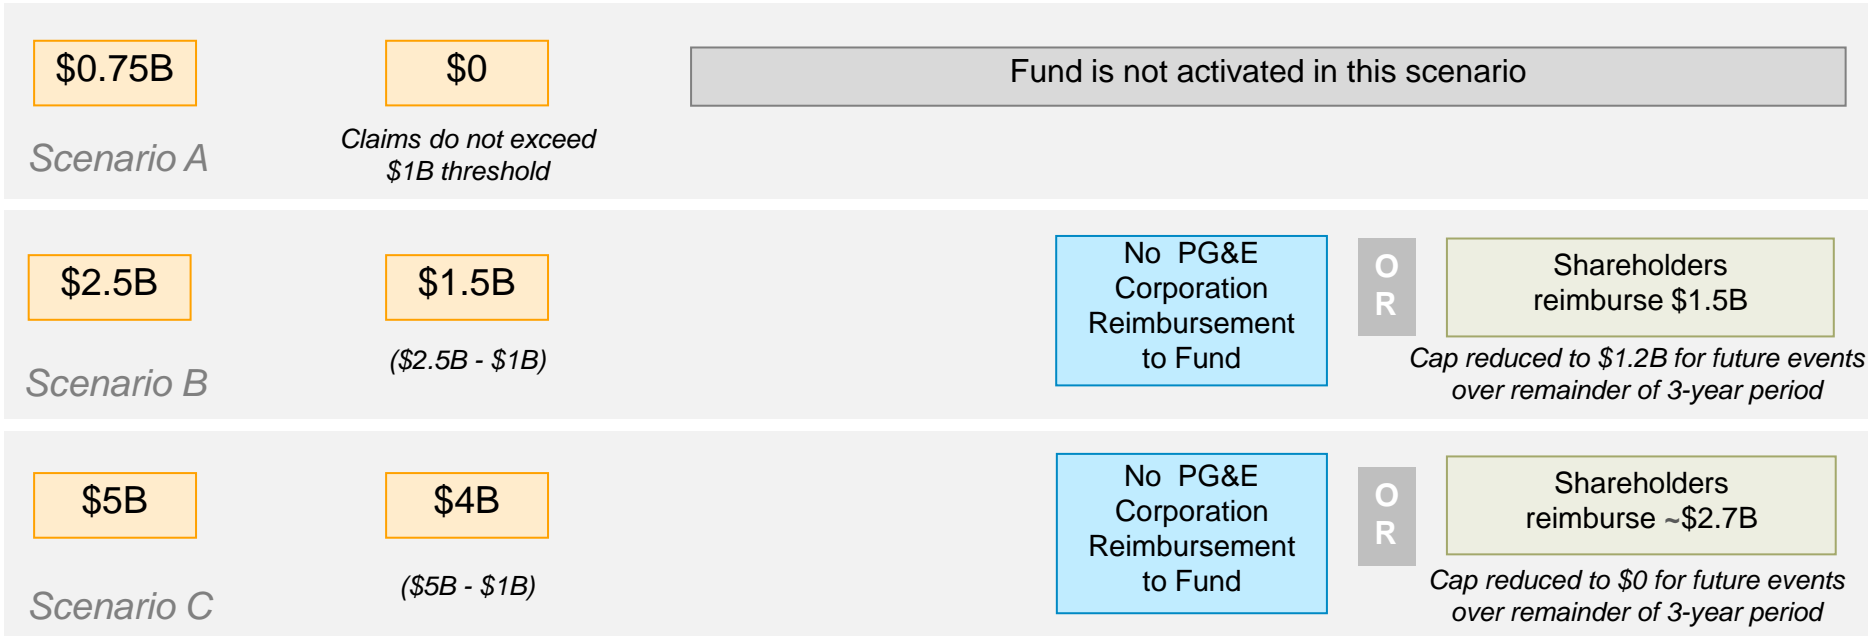 $0.75B
$0
Fund is not activated in this scenario
Claims do not exceed
$1B threshold
Scenario A
$2.5B
$1.5B
($2.5B - $1B)
Scenario B
No PG&E
Corporation
Reimbursement
to Fund
O
R
Shareholders
reimburse $1.5B
Cap reduced to $1.2B for future events
over remainder of 3-year period
$5B
$4B
($5B - $1B)
Scenario C
No PG&E
Corporation
Reimbursement
to Fund
O
R
Shareholders
reimburse ~$2.7B
Cap reduced to $0 for future events
over remainder of 3-year period